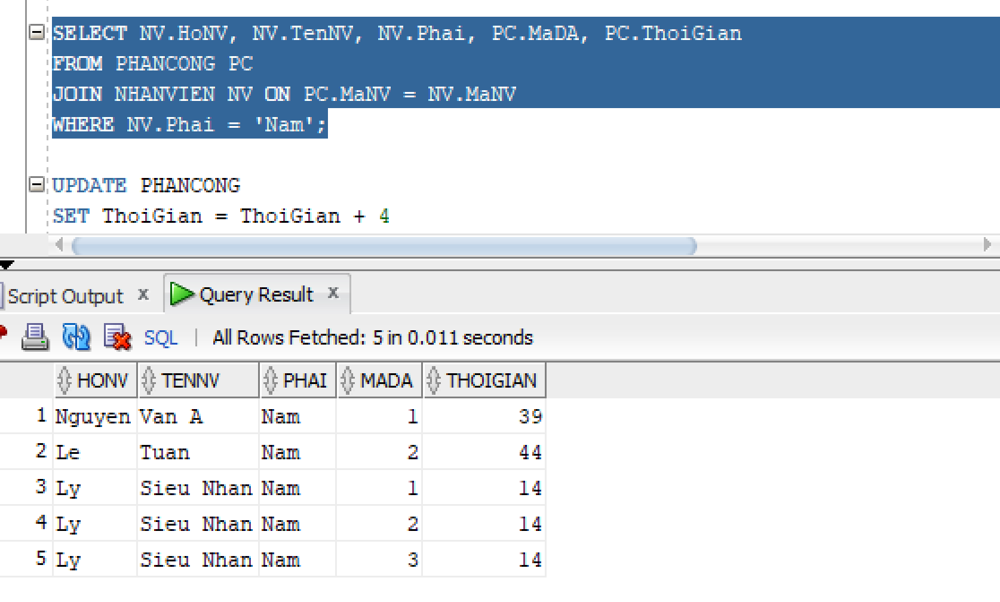 SELECT NV.HoNV, NV.TenNV, NV.Phai, PC.MaDA, PC.ThoiGian
FROM PHANCONG PC
JOIN NHANVIEN NV ON PC.MaNV = NV.MaNV
WHERE NV.Phai = 'Nam';
UPDATE PHANCONG
SET ThoiGian = ThoiGian + 4
Script Output x Query Result x
SQL | All Rows Fetched: 5 in 0.011 seconds
HONV TENNV PHAI MADA THOIGIAN
1 Nguyen Van A Nam 1 39
2 Le Tuan Nam 2 44
3 Ly Sieu Nhan Nam 1 14
4 Ly Sieu Nhan Nam 2 14
5 Ly Sieu Nhan Nam 3 14